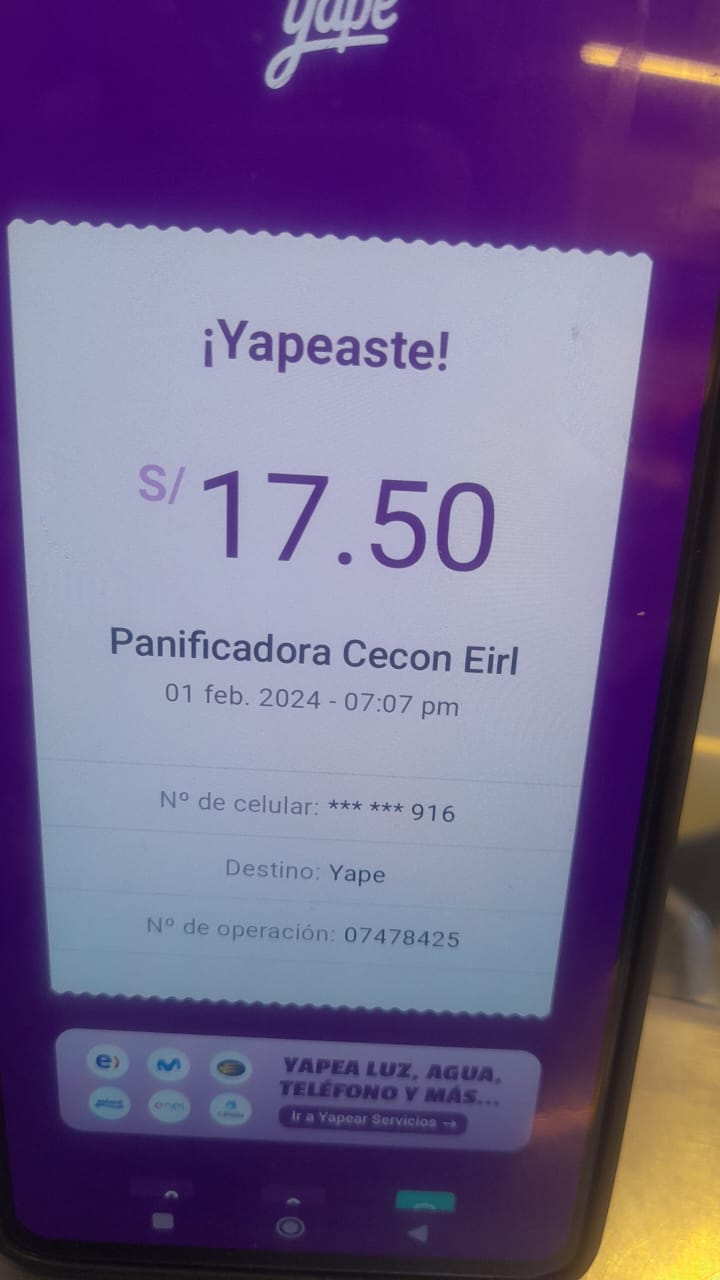 yape
¡Yapeaste!
S/ 17.50
Panificadora Cecon Eirl
01 feb. 2024 - 07:07 pm
Nº de celular: *** *** 916
Destino: Yape
Nº de operación: 07478425
e)
YAPEA LUZ, AGUA,
TELÉFONO Y MÁS...
Ir a Yapear Servicios →
enel